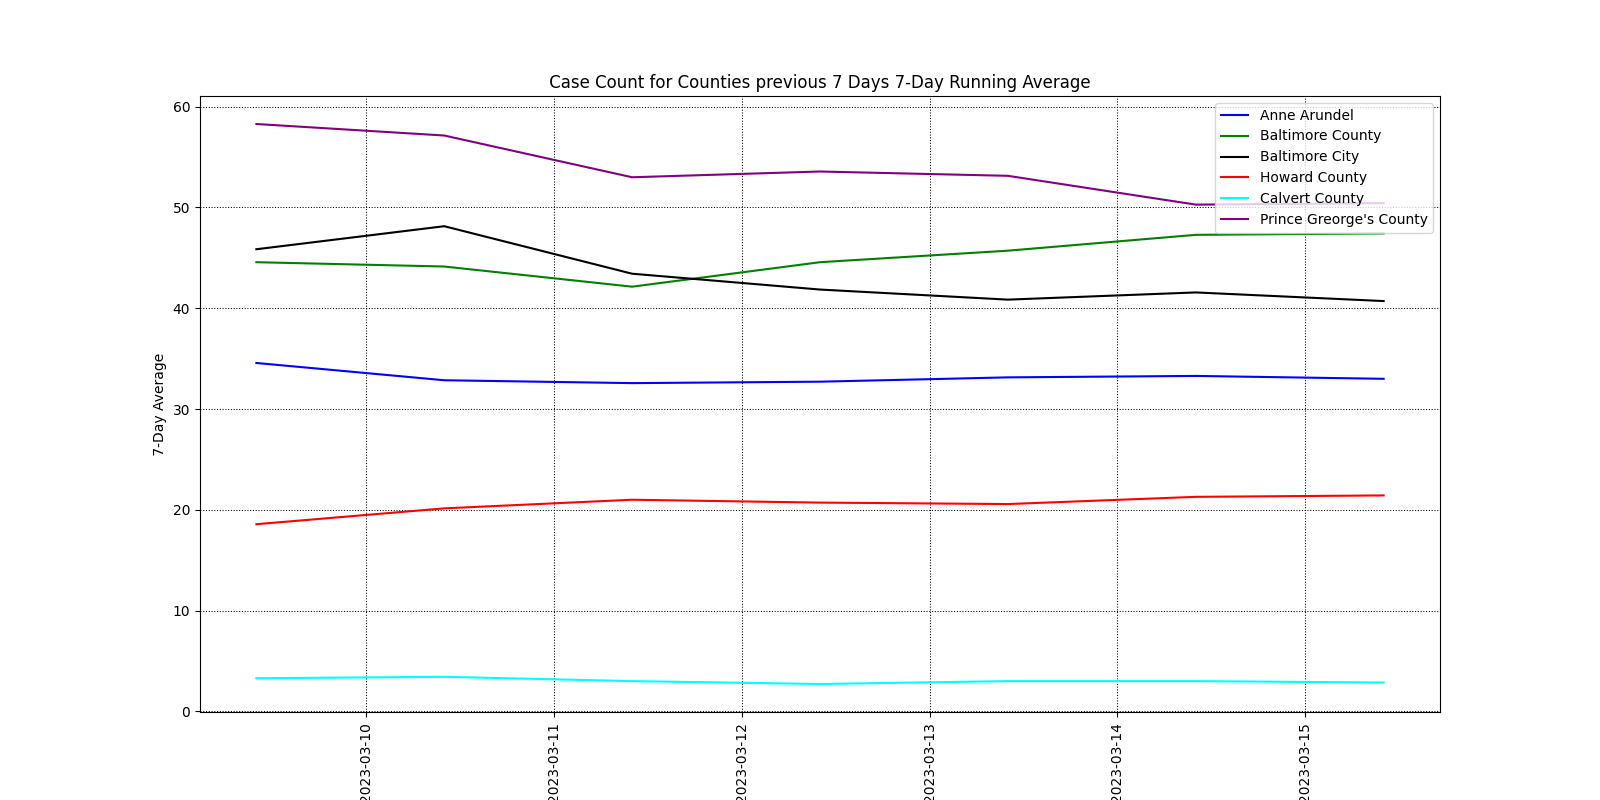 Case Count for Counties previous 7 Days 7-Day Running Average
60
50
40
30
20
10
0
7-Day Average
Anne Arundel
Baltimore County
Baltimore City
Howard County
Calvert County
Prince Greorge's County
2023-03-10
2023-03-11
2023-03-12
2023-03-13
2023-03-14
2023-03-15